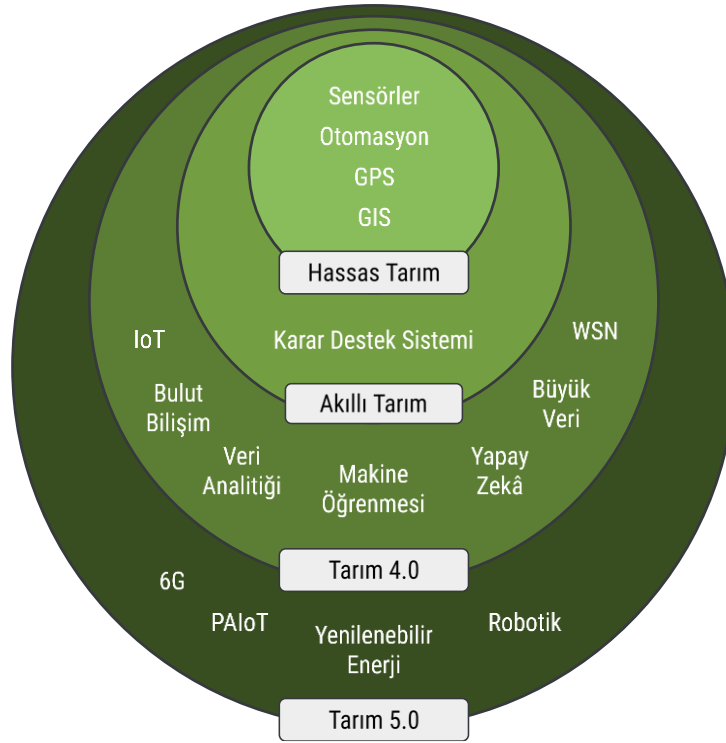 Sensörler
Otomasyon
GPS
GIS
Hassas Tarım
Karar Destek Sistemi
Akıllı Tarım
IoT
WSN
Bulut
Bilişim
Büyük
Veri
Veri
Analitiği
Makine
Öğrenmesi
Yapay
Zekâ
Tarım 4.0
6G
PAIoT
Yenilenebilir
Enerji
Robotik
Tarım 5.0